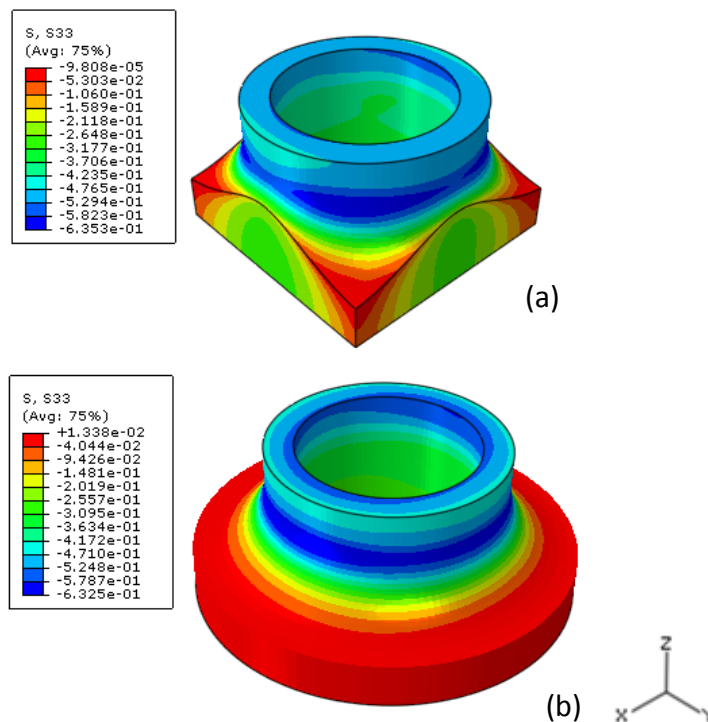 S, S33
(Avg: 75%)
-9.808e-05
-5.303e-02
-1.060e-01
-1.589e-01
-2.118e-01
-2.648e-01
-3.177e-01
-3.706e-01
-4.235e-01
-4.765e-01
-5.294e-01
-5.823e-01
-6.353e-01
(a)
S, S33
(Avg: 75%)
+1.338e-02
-4.044e-02
-9.426e-02
-1.481e-01
-2.019e-01
-2.557e-01
-3.095e-01
-3.634e-01
-4.172e-01
-4.710e-01
-5.248e-01
-5.787e-01
-6.325e-01
Z
X
Y
(b)